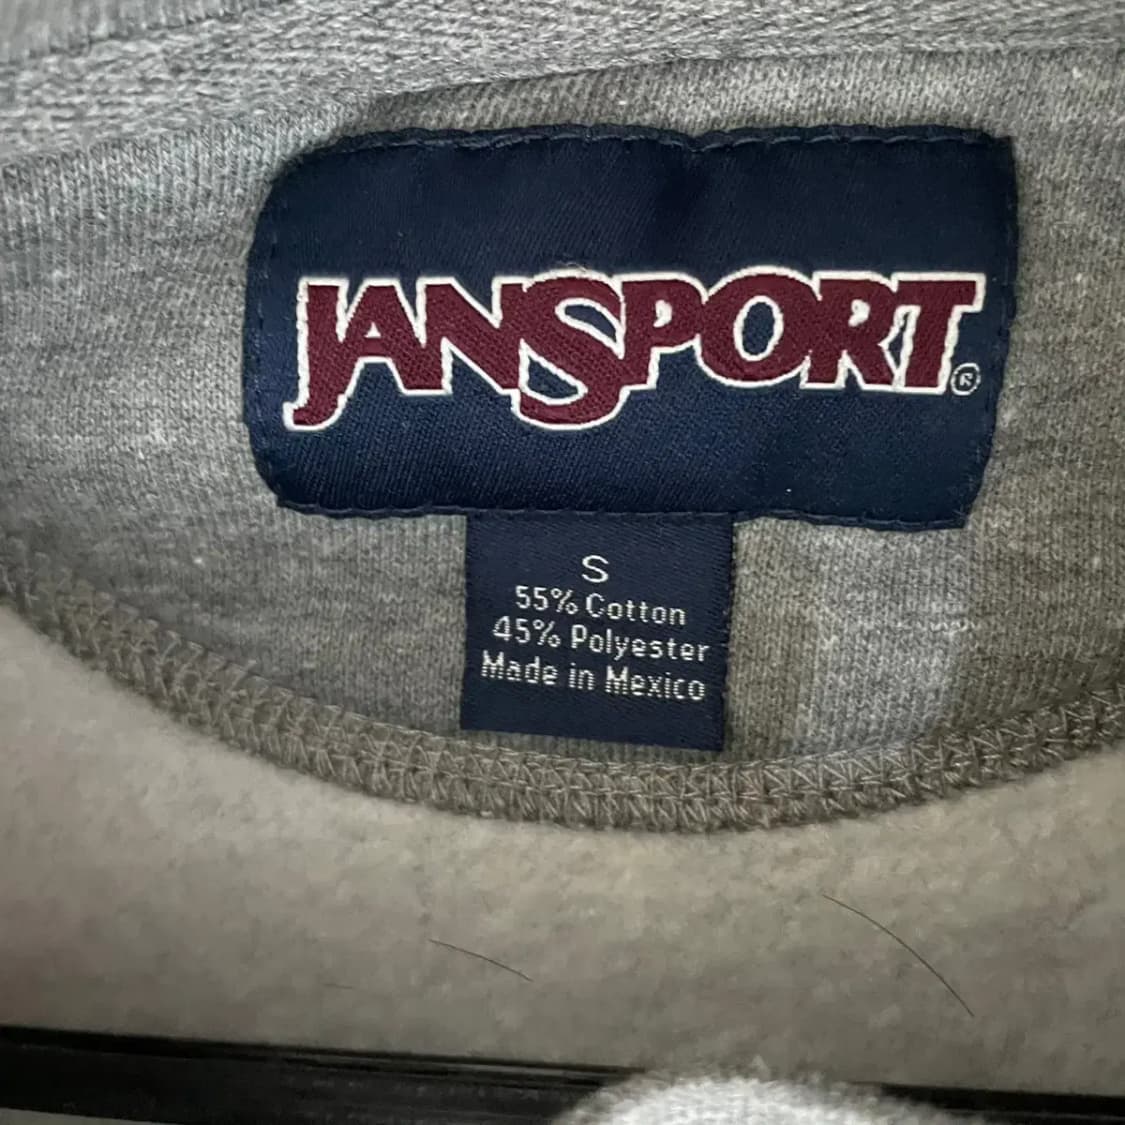 JANSPORT®
S
55% Cotton
45% Polyester
Made in Mexico